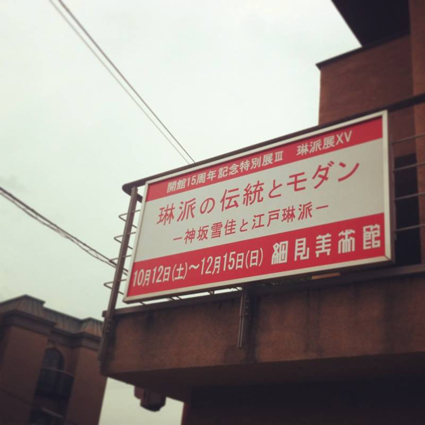 開館15周年記念特別展Ⅲ 琳派展XV
琳派の伝統とモダン
－神坂雪佳と江戸琳派－
10月12日(土)～12月15日(日) 細見美術館